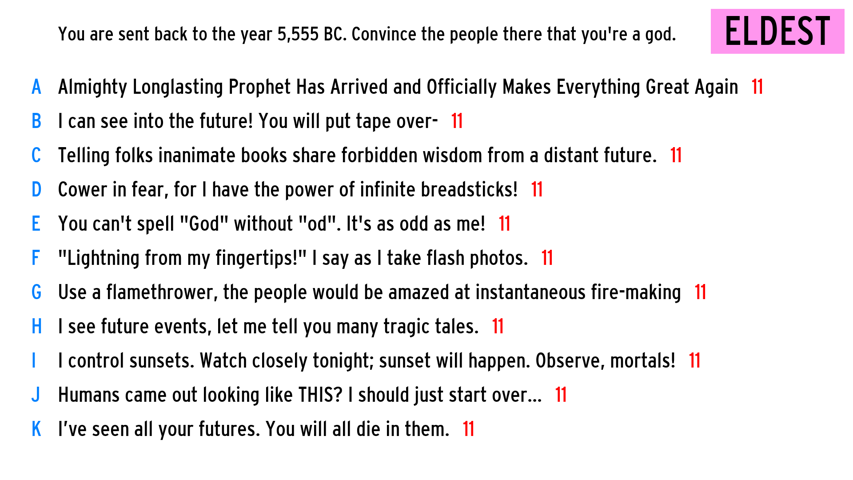 You are sent back to the year 5,555 BC. Convince the people there that you're a god.
ELDEST
A Almighty Longlasting Prophet Has Arrived and Officially Makes Everything Great Again 11
B I can see into the future! You will put tape over- 11
C Telling folks inanimate books share forbidden wisdom from a distant future. 11
D Cower in fear, for I have the power of infinite breadsticks! 11
E You can't spell "God" without "od". It's as odd as me! 11
F "Lightning from my fingertips!" I say as I take flash photos. 11
G Use a flamethrower, the people would be amazed at instantaneous fire-making 11
H I see future events, let me tell you many tragic tales. 11
I I control sunsets. Watch closely tonight; sunset will happen. Observe, mortals! 11
J Humans came out looking like THIS? I should just start over... 11
K I’ve seen all your futures. You will all die in them. 11